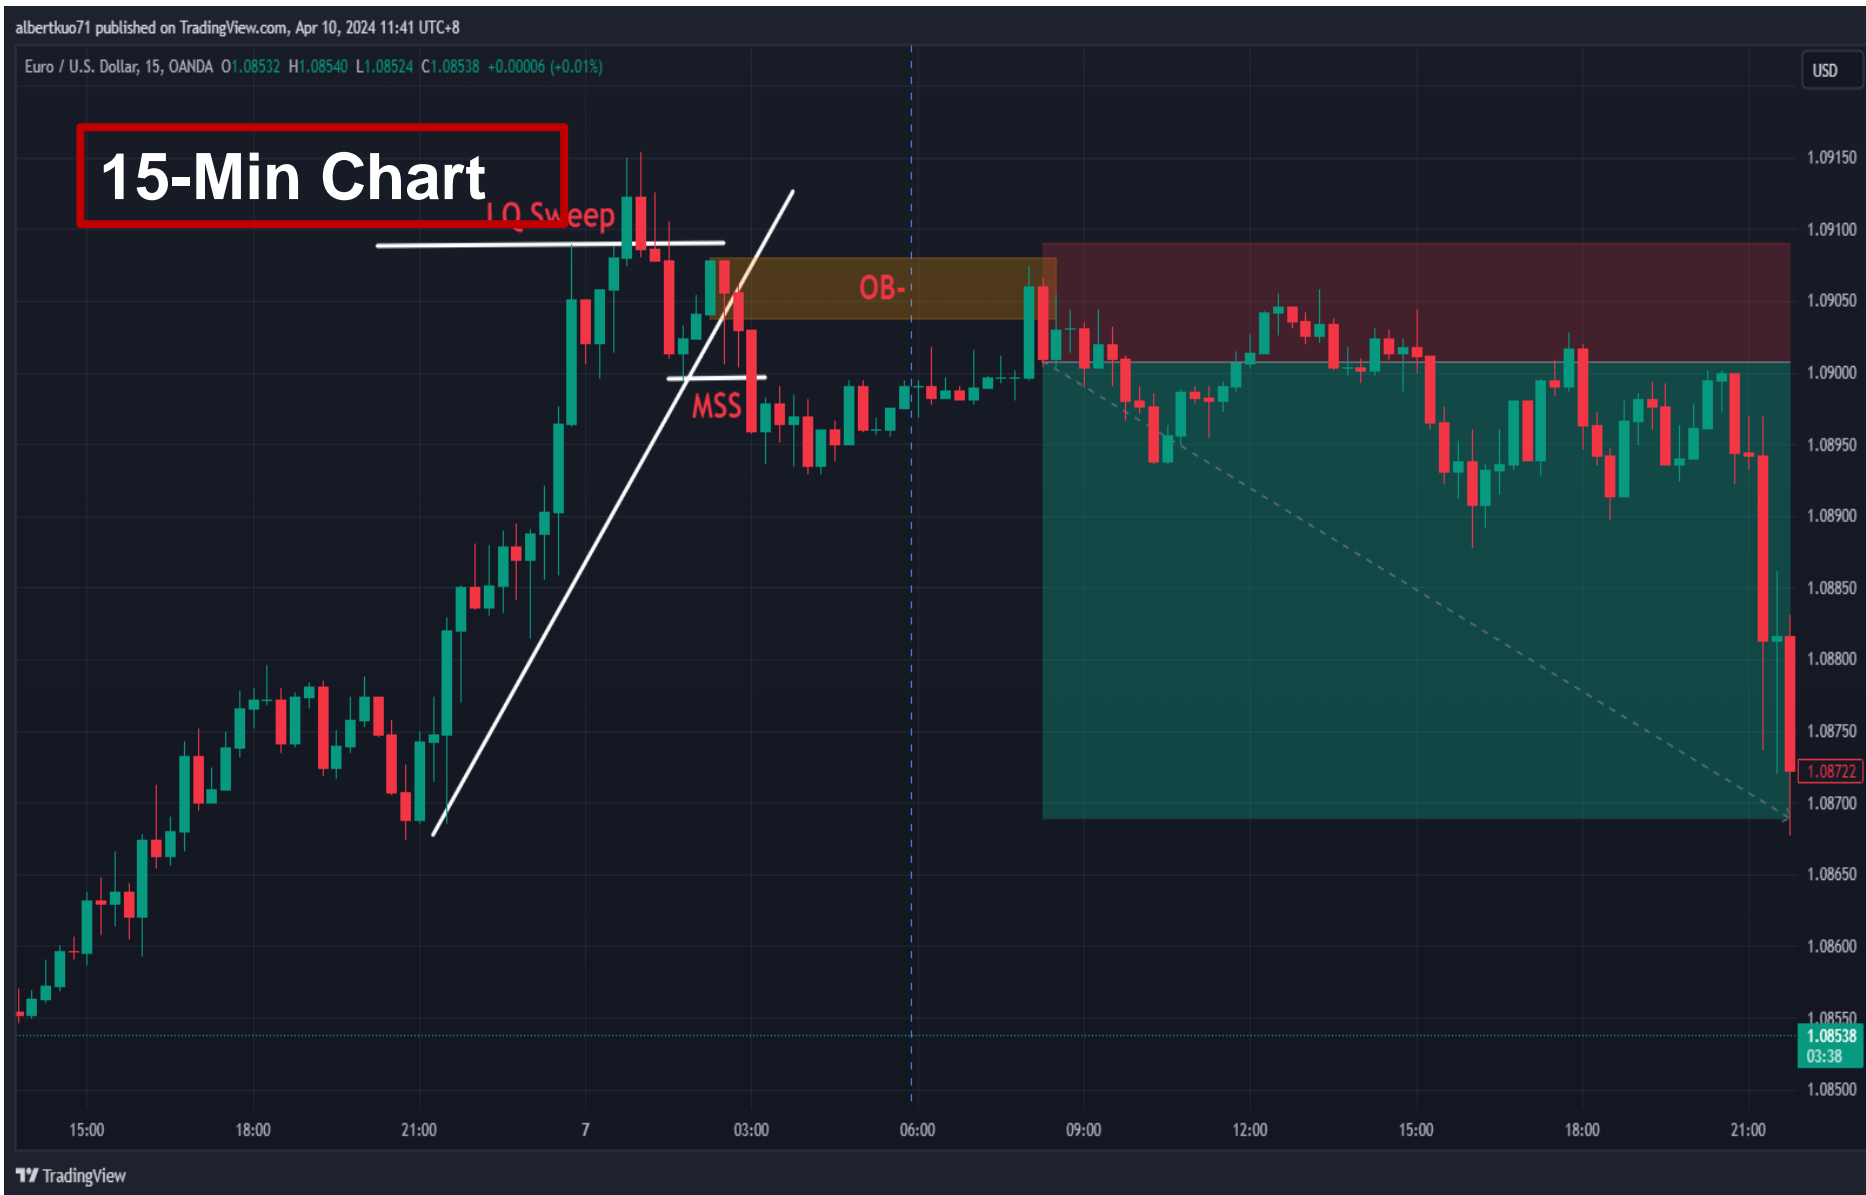 albertkuo71 published on TradingView.com, Apr 10, 2024 11:41 UTC+8
Euro / U.S. Dollar, 15, OANDA O1.08532 H1.08540 L1.08524 C1.08538 +0.00006 (+0.01%)
USD
15-Min Chart
LQ Sweep
OB-
MSS
1.09150
1.09100
1.09050
1.09000
1.08950
1.08900
1.08850
1.08800
1.08750
1.08722
1.08700
1.08650
1.08600
1.08550
1.08538
03:38
1.08500
15:00 18:00 21:00 7 03:00 06:00 09:00 12:00 15:00 18:00 21:00
TradingView